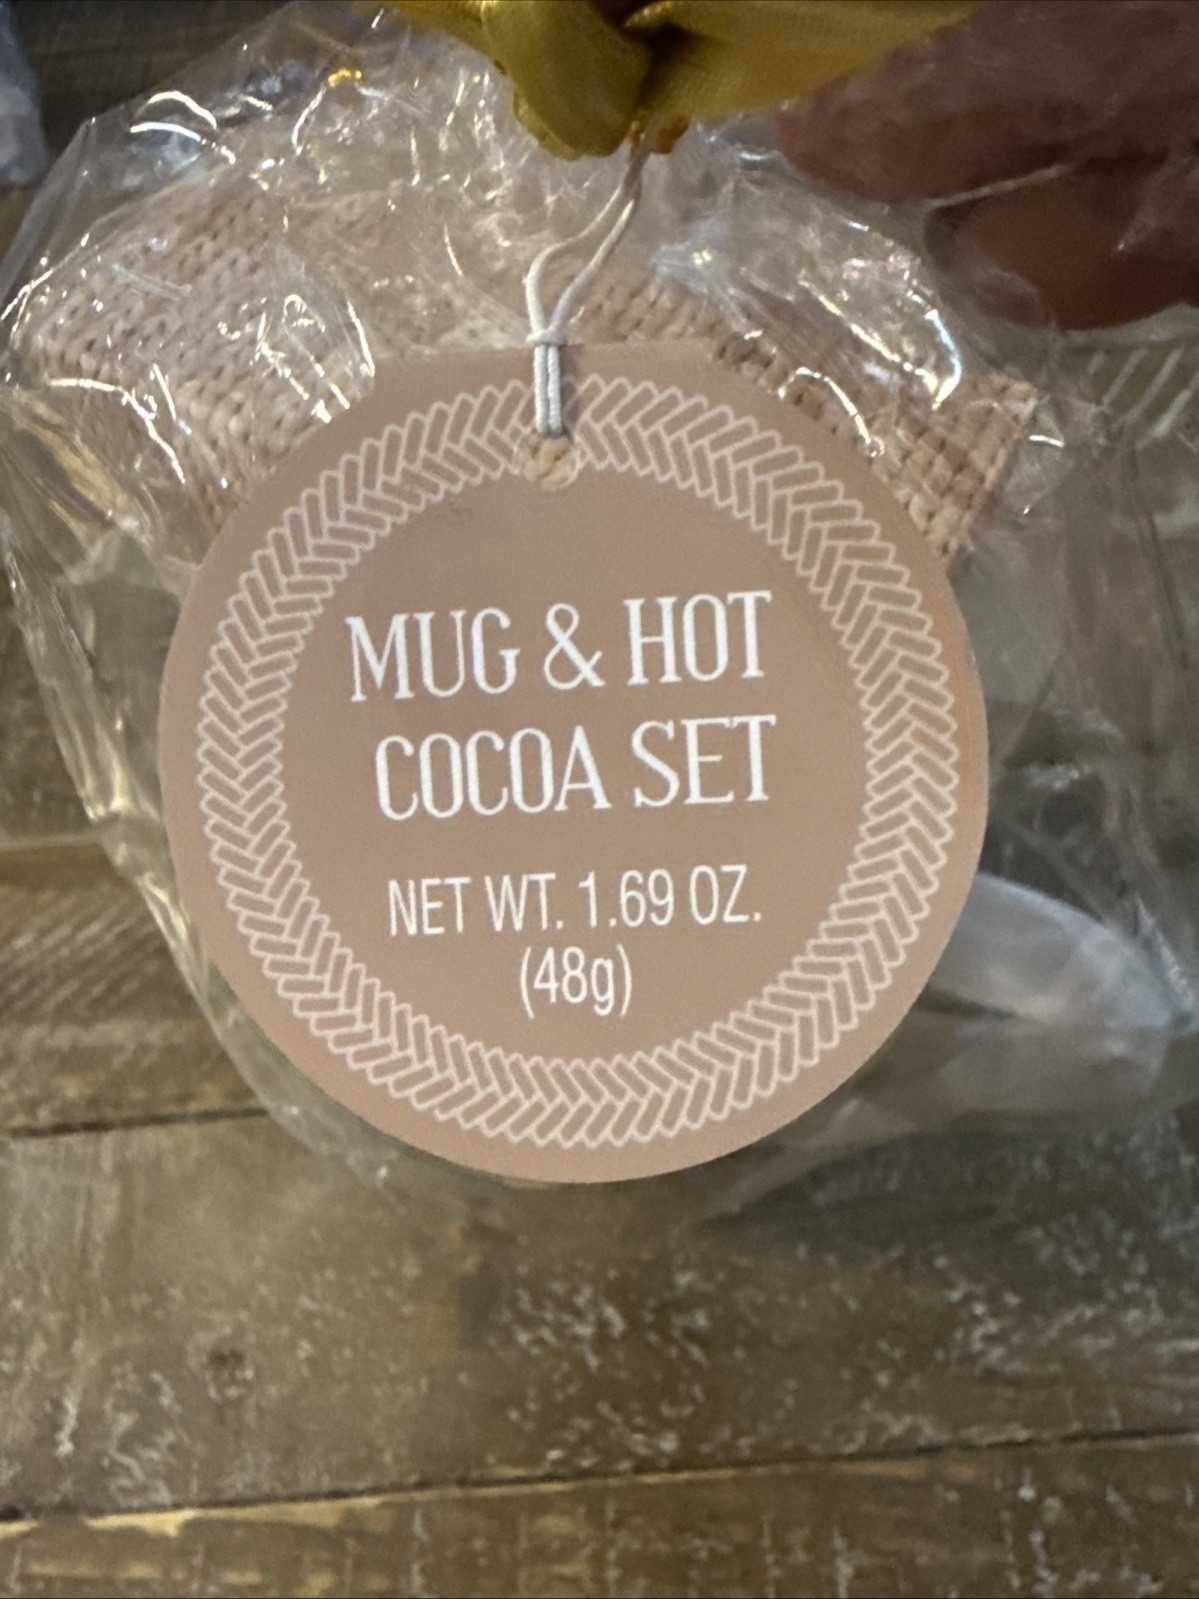 MUG & HOT
COCOA SET
NET WT. 1.69 OZ.
(48g)